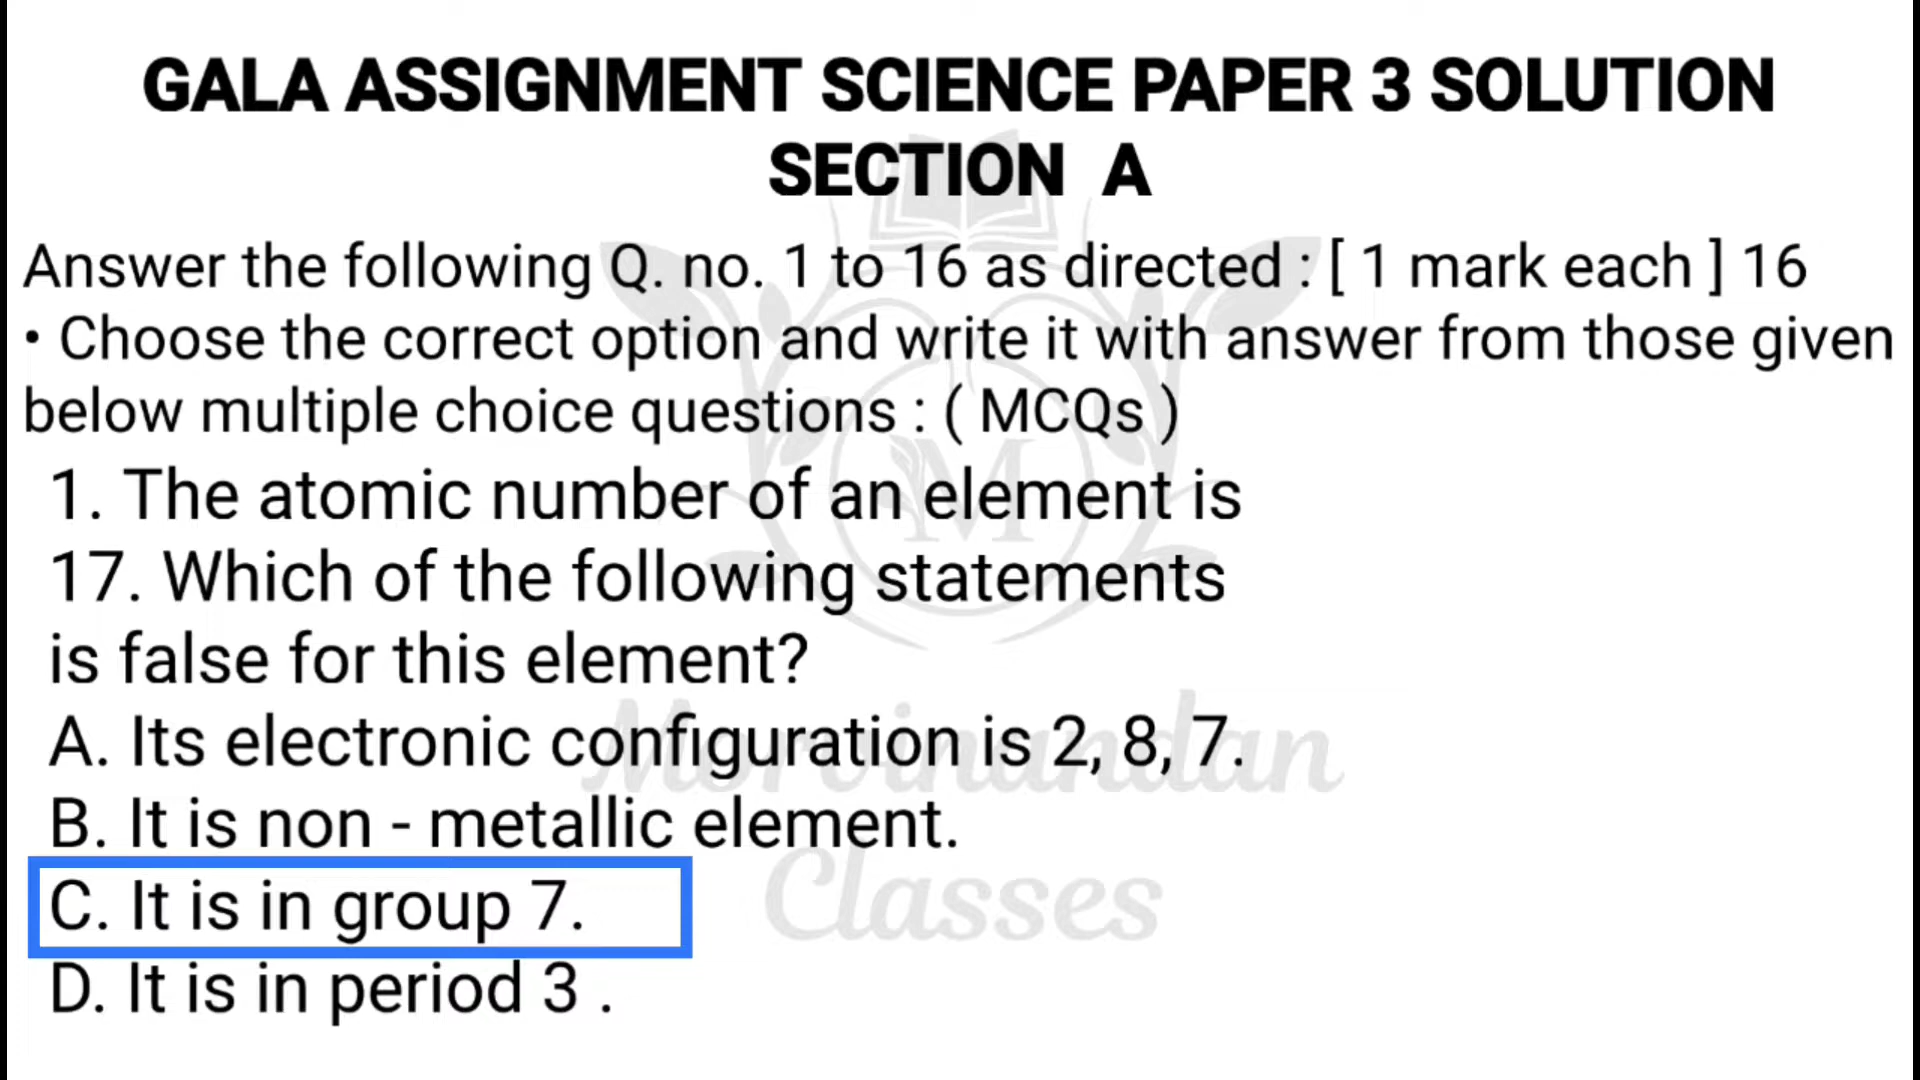 GALA ASSIGNMENT SCIENCE PAPER 3 SOLUTION
SECTION A
Answer the following Q. no. 1 to 16 as directed : [ 1 mark each ] 16
• Choose the correct option and write it with answer from those given
below multiple choice questions : ( MCQs )
1. The atomic number of an element is
17. Which of the following statements
is false for this element?
A. Its electronic configuration is 2, 8, 7.
B. It is non - metallic element.
C. It is in group 7.
D. It is in period 3 .
M
Morvinandan
Classes